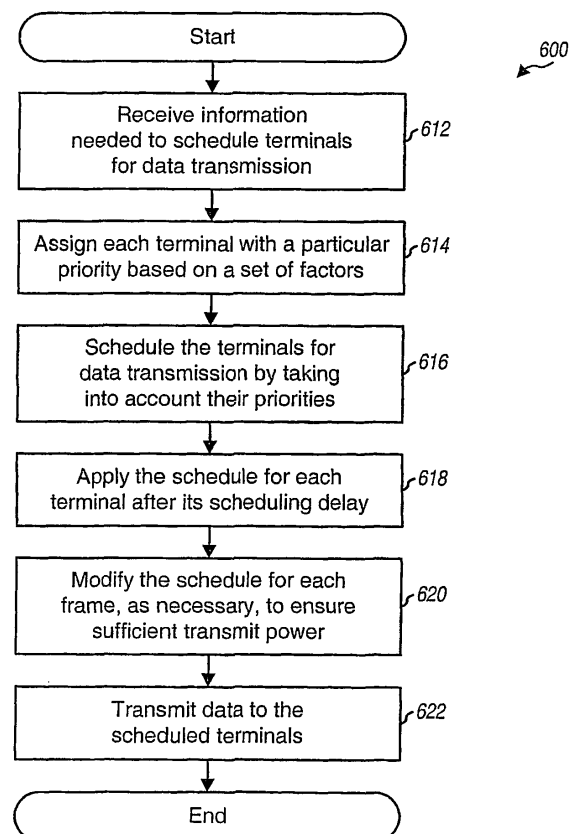 Start
600
Receive information
needed to schedule terminals
for data transmission
612
Assign each terminal with a particular
priority based on a set of factors
614
Schedule the terminals for
data transmission by taking
into account their priorities
616
Apply the schedule for each
terminal after its scheduling delay
618
Modify the schedule for each
frame, as necessary, to ensure
sufficient transmit power
620
Transmit data to the
scheduled terminals
622
End